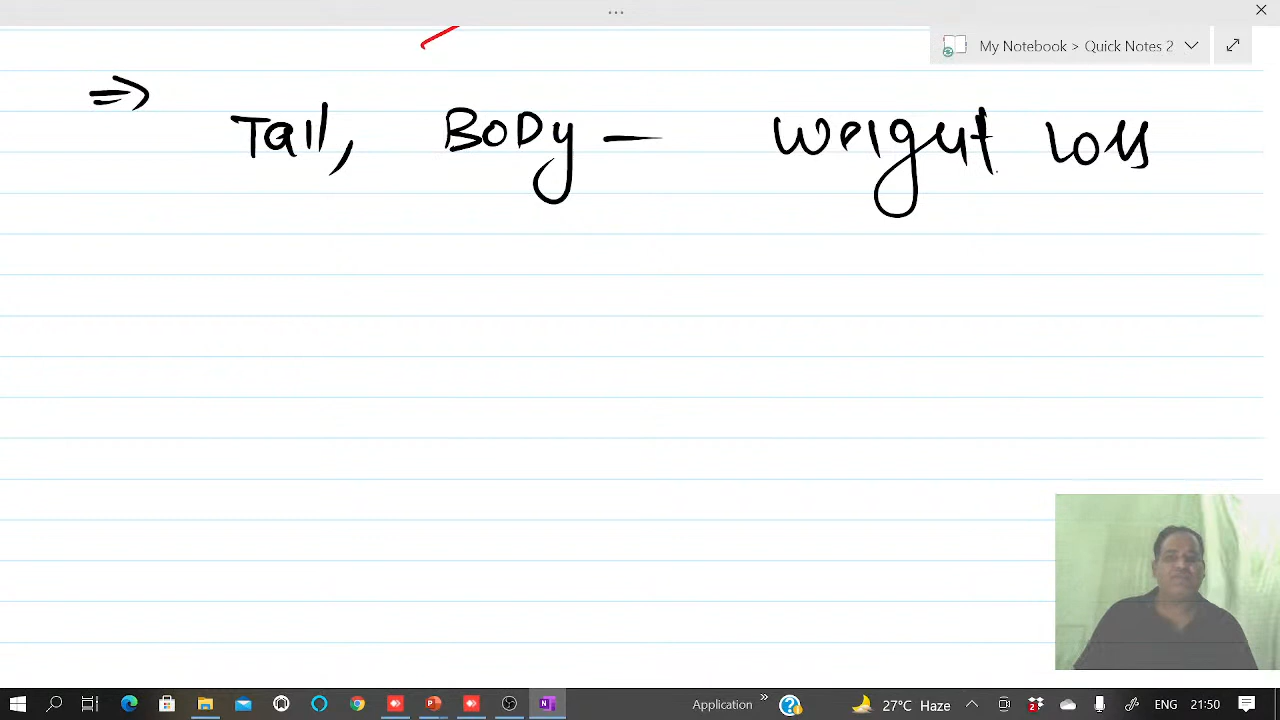 ...
My Notebook > Quick Notes 2
⇒ Tail, BODy — weight loss
Application » 27°C Haze ENG 21:50